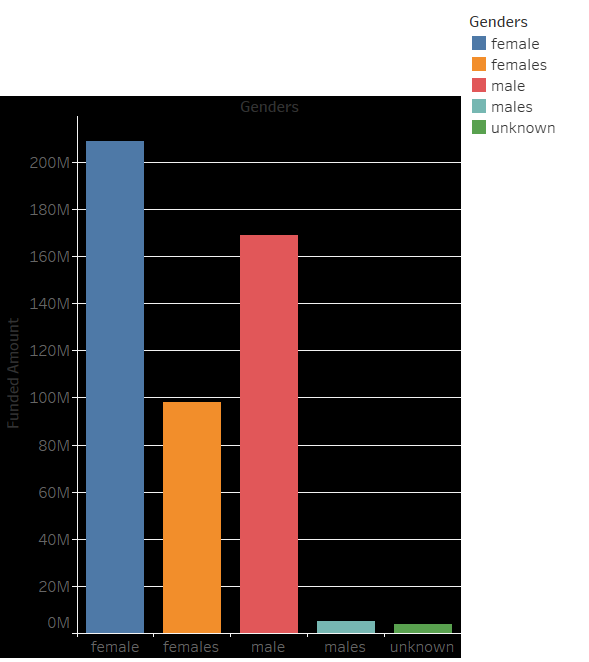 Genders
female
females
male
males
unknown
Genders
Funded Amount
200M
180M
160M
140M
120M
100M
80M
60M
40M
20M
0M
female females male males unknown